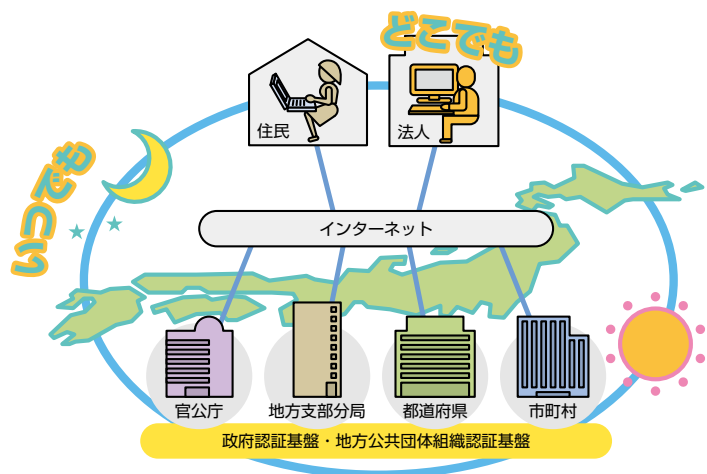 どこでも
住民
法人
いつでも
インターネット
官公庁
地方支部分局
都道府県
市町村
政府認証基盤・地方公共団体組織認証基盤